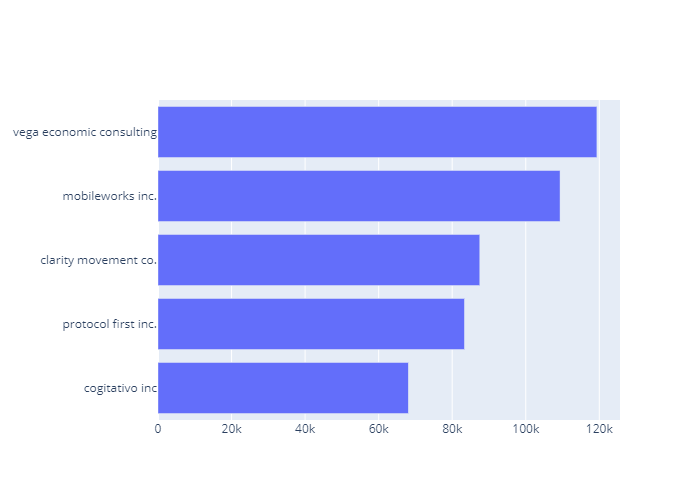 vega economic consulting
mobileworks inc.
clarity movement co.
protocol first inc.
cogitativo inc
0 20k 40k 60k 80k 100k 120k